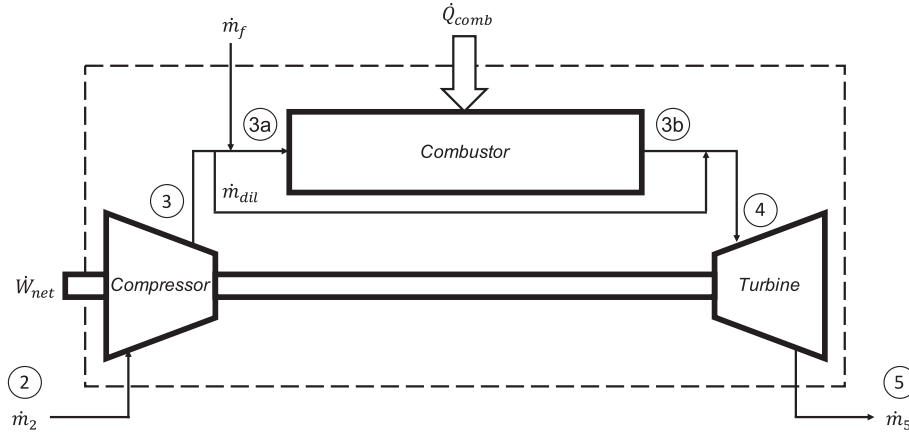 ṁ_f
Q̇_comb
3a
3b
Combustor
3
ṁ_dil
4
Ẇ_net
Compressor
Turbine
2
5
ṁ_2
ṁ_5